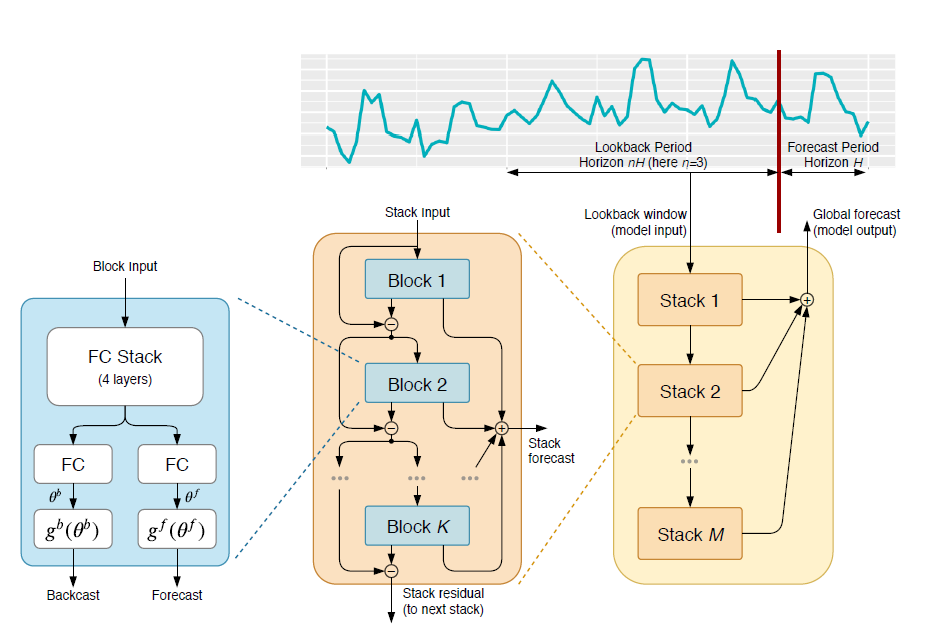 Lookback Period
Horizon nH (here n=3)
Forecast Period
Horizon H
Lookback window
(model input)
Global forecast
(model output)
Stack 1
Stack 2
...
Stack M
Stack input
Block 1
−
Block 2
−
+
Stack
forecast
... ... ...
Block K
−
Stack residual
(to next stack)
+
Block input
FC Stack
(4 layers)
FC
FC
θᵇ
θᶠ
gᵇ(θᵇ)
gᶠ(θᶠ)
Backcast
Forecast